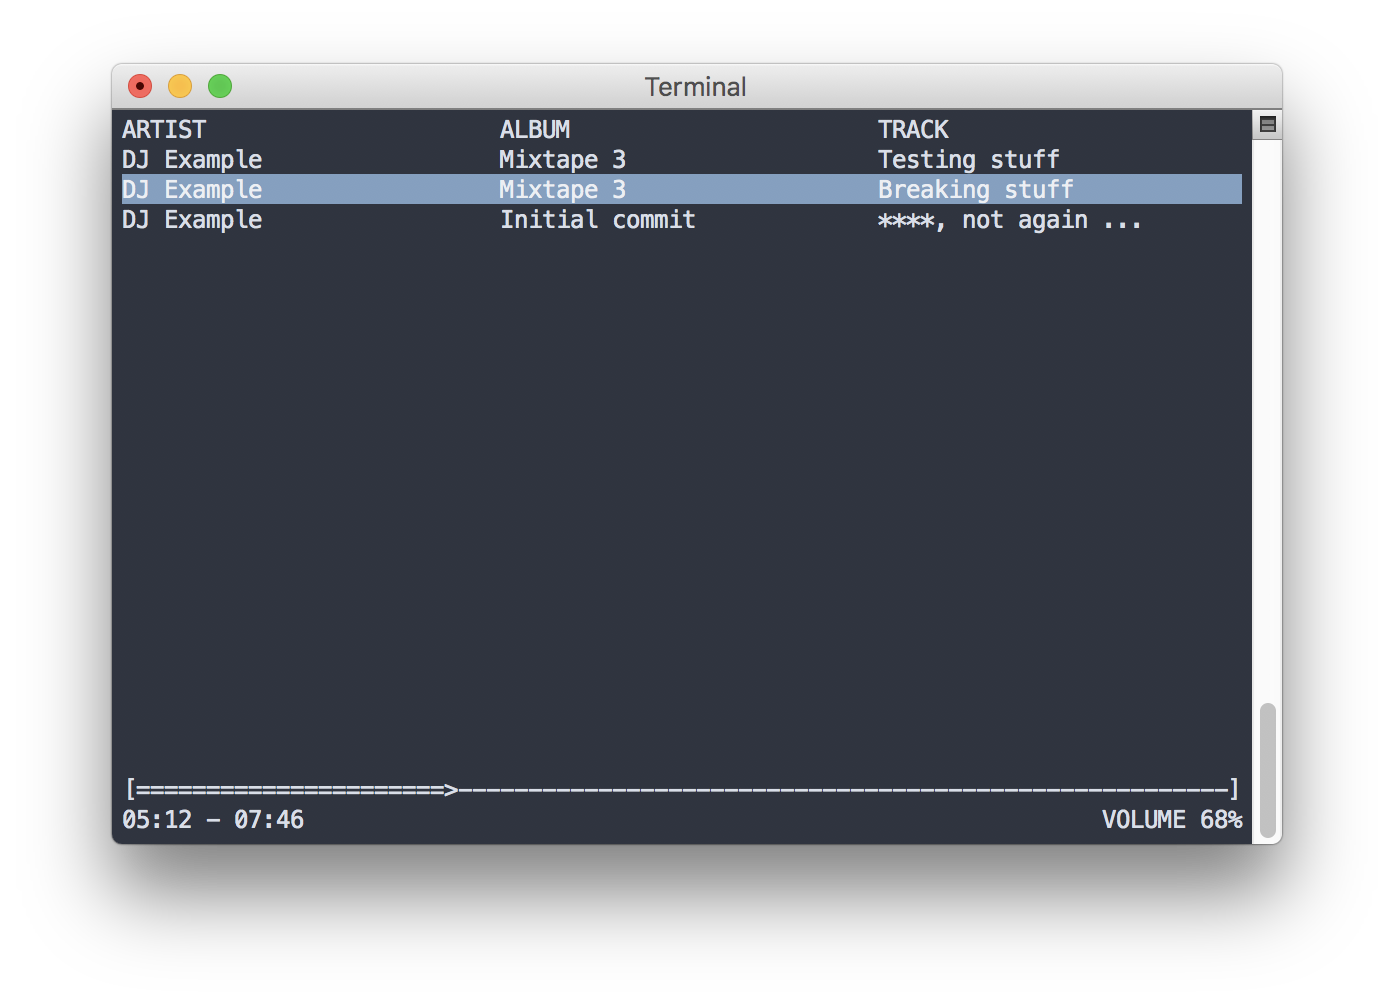 Terminal
ARTIST ALBUM TRACK
DJ Example Mixtape 3 Testing stuff
DJ Example Mixtape 3 Breaking stuff
DJ Example Initial commit ****, not again ...
[======================>-------------------------------------------------------]
05:12 - 07:46 VOLUME 68%